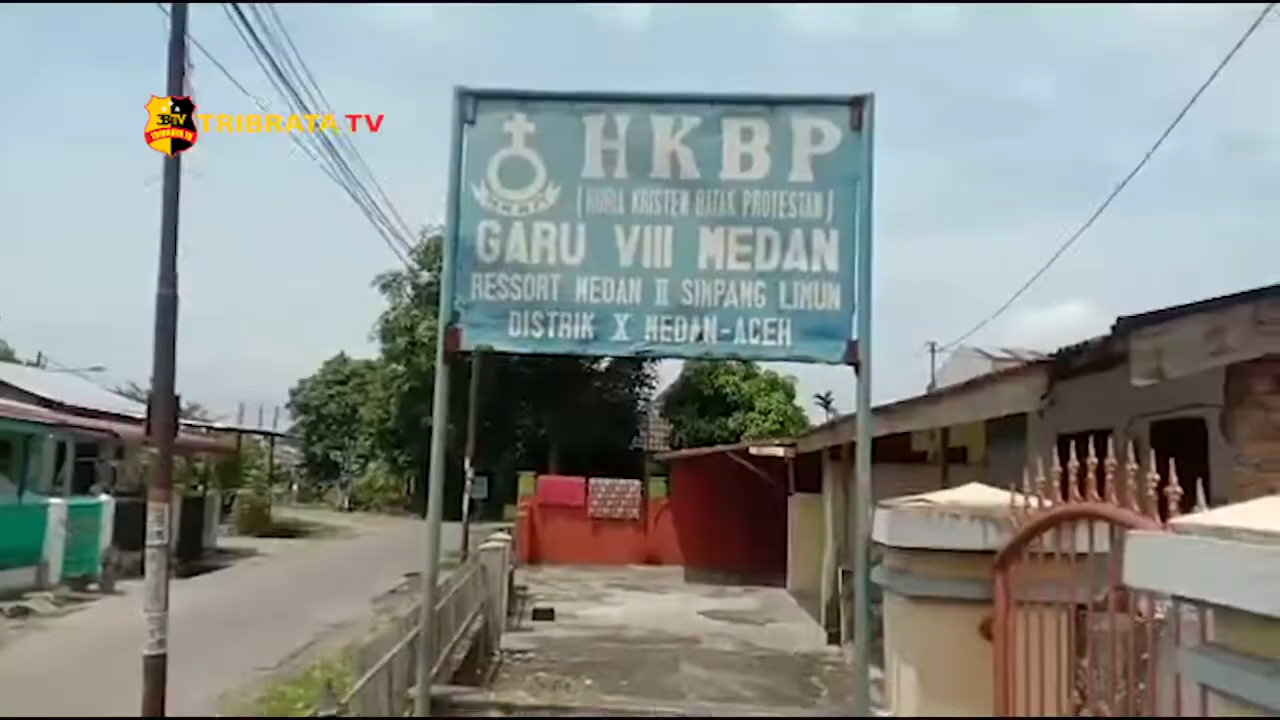 TRIBRATA TV
HKBP
(HURIA KRISTEN BATAK PROTESTAN)
GARU VIII MEDAN
RESSORT MEDAN II SIMPANG LIMUN
DISTRIK X MEDAN-ACEH